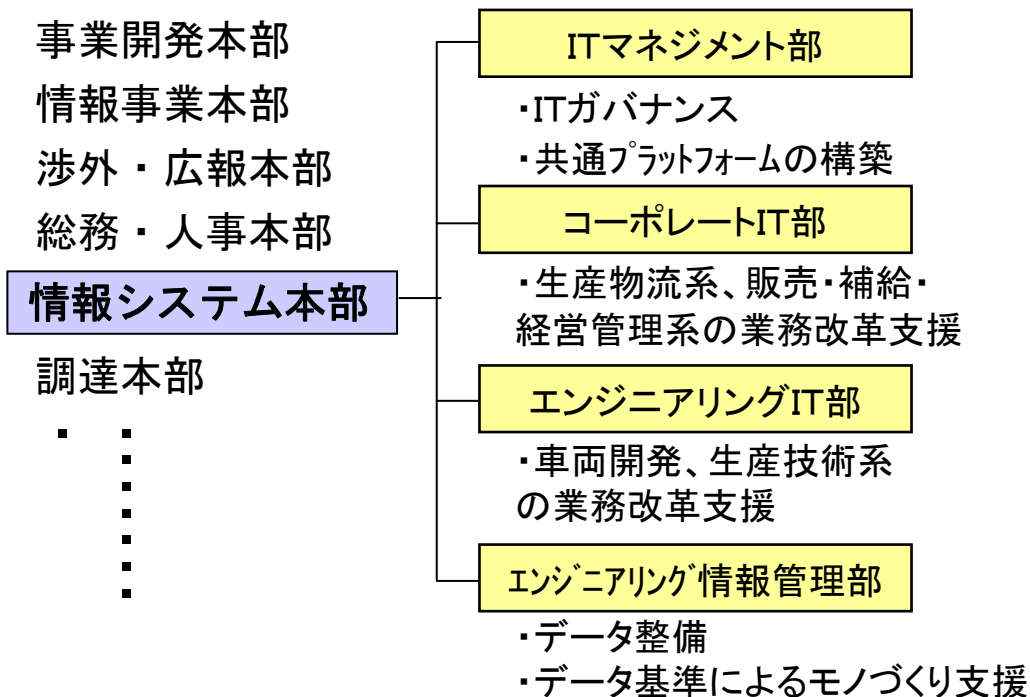 事業開発本部
情報事業本部
渉外・広報本部
総務・人事本部
情報システム本部
調達本部
ITマネジメント部
・ITガバナンス
・共通ﾌﾟﾗｯﾄﾌｫｰﾑの構築
コーポレートIT部
・生産物流系、販売・補給・
経営管理系の業務改革支援
エンジニアリングIT部
・車両開発、生産技術系
の業務改革支援
ｴﾝｼﾞﾆｱﾘﾝｸﾞ情報管理部
・データ整備
・データ基準によるモノづくり支援